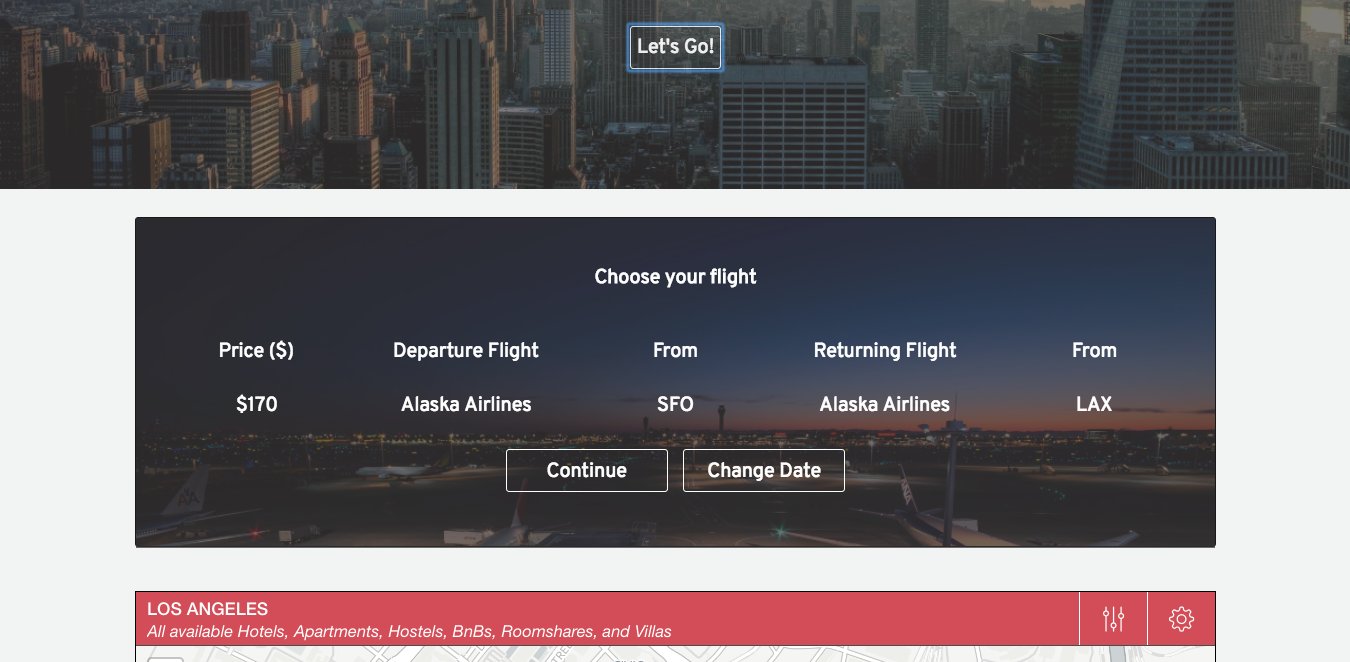 Let's Go!
Choose your flight
Price ($) Departure Flight From Returning Flight From
$170 Alaska Airlines SFO Alaska Airlines LAX
Continue Change Date
LOS ANGELES
All available Hotels, Apartments, Hostels, BnBs, Roomshares, and Villas